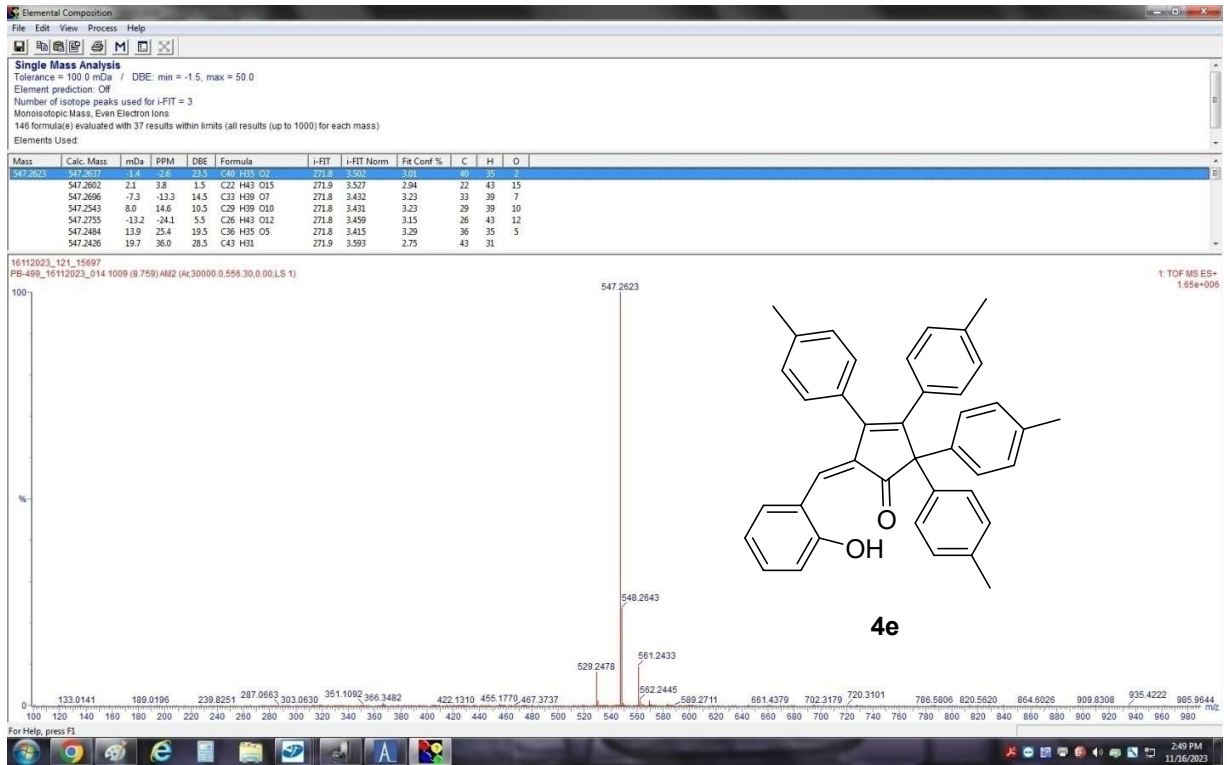 Elemental Composition
File Edit View Process Help
Single Mass Analysis
Tolerance = 100.0 mDa / DBE: min = -1.5, max = 50.0
Element prediction: Off
Number of isotope peaks used for i-FIT = 3
Monoisotopic Mass, Even Electron Ions
146 formula(e) evaluated with 37 results within limits (all results (up to 1000) for each mass)
Elements Used:
Mass Calc. Mass mDa PPM DBE Formula i-FIT i-FIT Norm Fit Conf % C H O
547.2623 547.2637 -1.4 -2.6 23.5 C40 H35 O2 271.8 3.502 3.01 40 35 2
547.2602 2.1 3.8 1.5 C22 H43 O15 271.9 3.527 2.94 22 43 15
547.2696 -7.3 -13.3 14.5 C33 H39 O7 271.8 3.432 3.23 33 39 7
547.2543 8.0 14.6 10.5 C29 H39 O10 271.8 3.431 3.23 29 39 10
547.2755 -13.2 -24.1 5.5 C26 H43 O12 271.8 3.459 3.15 26 43 12
547.2484 13.9 25.4 19.5 C36 H35 O5 271.8 3.415 3.29 36 35 5
547.2426 19.7 36.0 28.5 C43 H31 271.9 3.593 2.75 43 31
16112023_121_15697
PB-499_16112023_014 1009 (8.759) AM2 (Ar,30000.0,556.30,0.00,LS 1)
1: TOF MS ES+
1.65e+006
100
547.2623
%
O
OH
4e
548.2643
529.2478
561.2433
562.2445
133.0141 189.0196 239.8251 287.0663 303.0630 351.1092 366.3482 422.1310 455.1770 467.3737 589.2711 661.4379 702.3179 720.3101 786.5806 820.5620 864.6026 909.8308 935.4222 985.9644
0
m/z
100 120 140 160 180 200 220 240 260 280 300 320 340 360 380 400 420 440 460 480 500 520 540 560 580 600 620 640 660 680 700 720 740 760 780 800 820 840 860 880 900 920 940 960 980
For Help, press F1
2:49 PM
11/16/2023